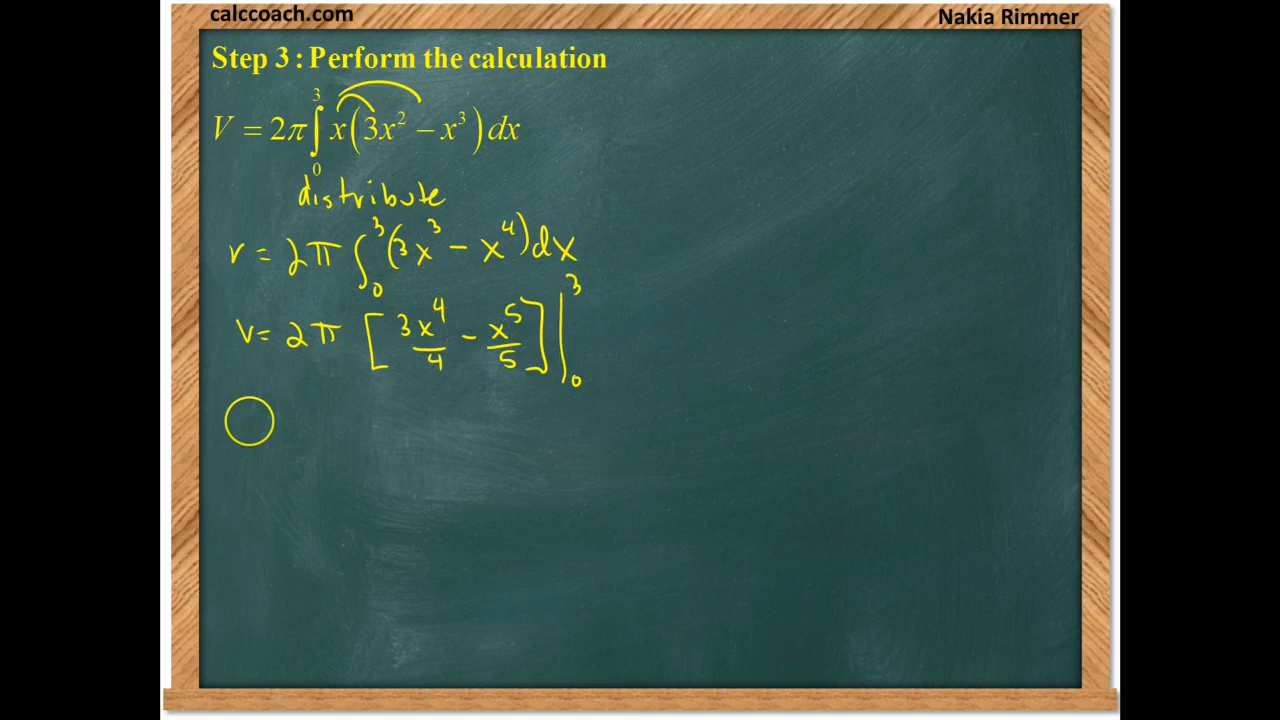 calccoach.com
Nakia Rimmer
Step 3 : Perform the calculation
V = 2π∫₀³ x(3x² − x³) dx
distribute
V = 2π ∫₀³ (3x³ − x⁴) dx
V = 2π [3x⁴/4 − x⁵/5] |₀³